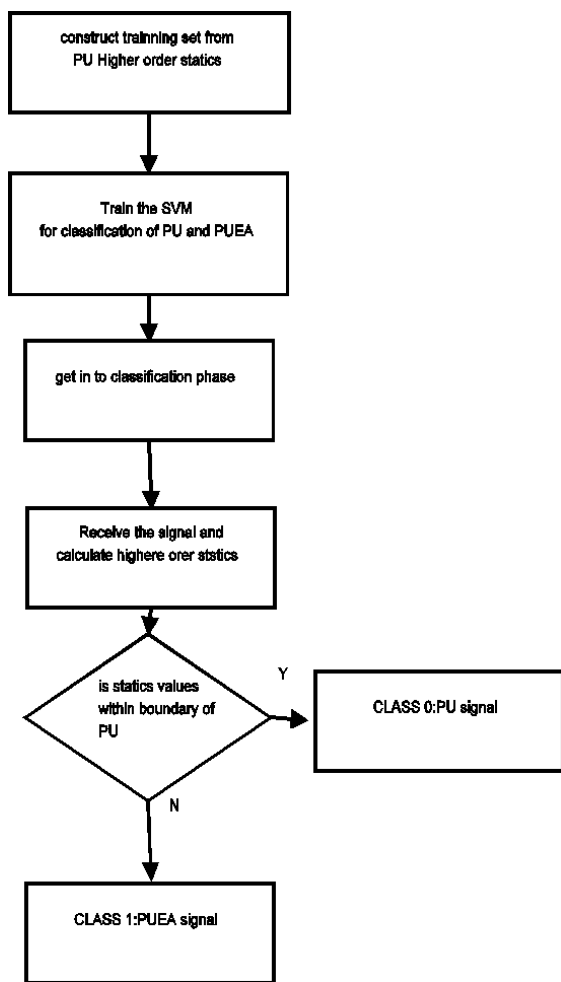 construct trainning set from
PU Higher order statics
Train the SVM
for classification of PU and PUEA
get in to classification phase
Receive the signal and
calculate highere orer ststics
is statics values
within boundary of
PU
Y
CLASS 0:PU signal
N
CLASS 1:PUEA signal